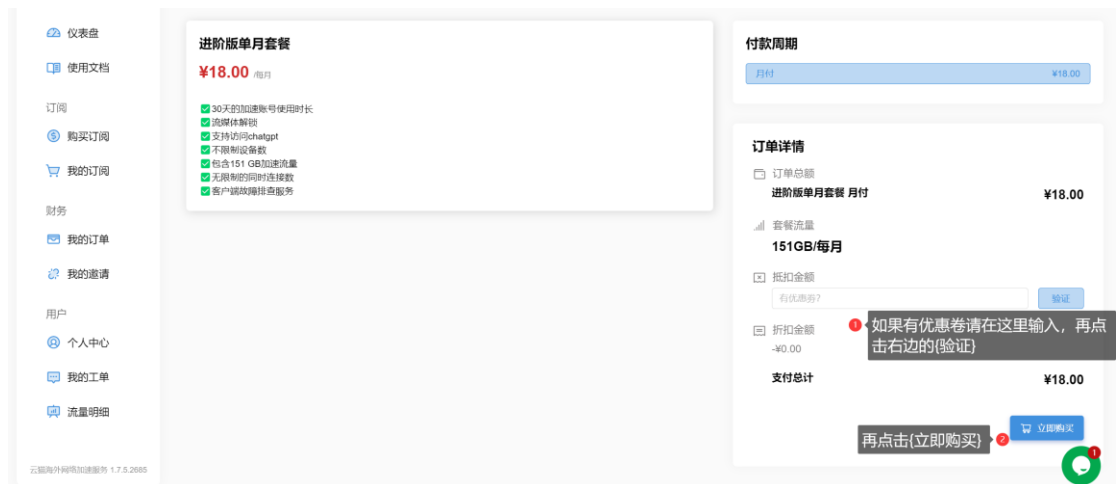 仪表盘
使用文档
订阅
购买订阅
我的订阅
财务
我的订单
我的邀请
用户
个人中心
我的工单
流量明细
云猫海外网络加速服务 1.7.5.2685
进阶版单月套餐
¥18.00 /每月
30天的加速账号使用时长
流媒体解锁
支持访问chatgpt
不限制设备数
包含151 GB加速流量
无限制的同时连接数
客户端故障排查服务
付款周期
月付 ¥18.00
订单详情
订单总额
进阶版单月套餐 月付 ¥18.00
套餐流量
151GB/每月
抵扣金额
有优惠券? 验证
折扣金额
-¥0.00
1 如果有优惠卷请在这里输入，再点
击右边的{验证}
支付总计 ¥18.00
立即购买
再点击{立即购买} 2
1